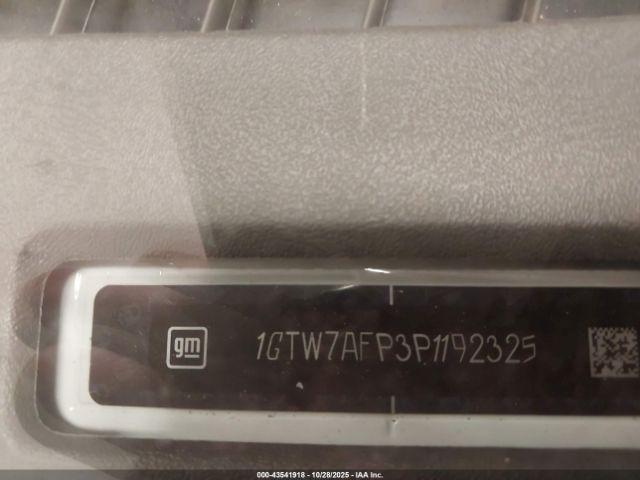 gm 1GTW7AFP3P1192325
000-43541918 - 10/28/2025 - IAA Inc.